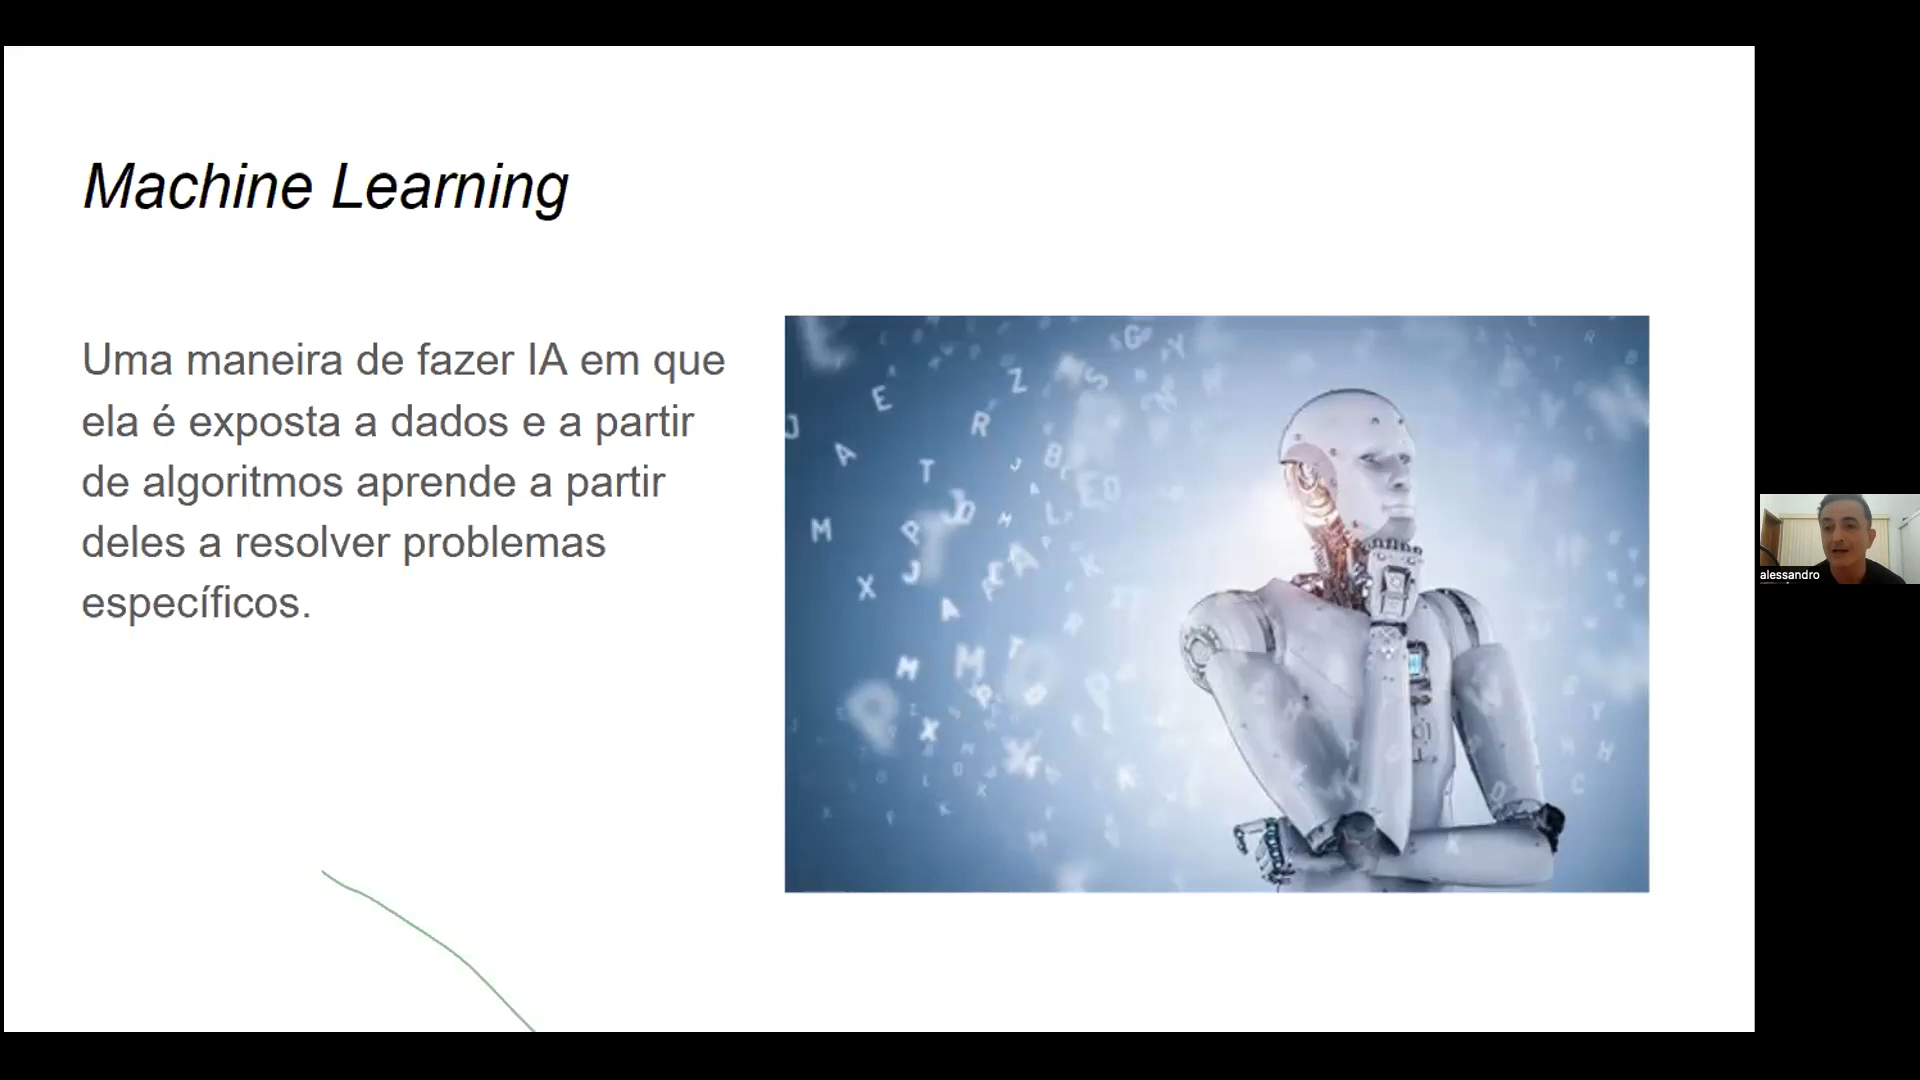 Machine Learning
Uma maneira de fazer IA em que
ela é exposta a dados e a partir
de algoritmos aprende a partir
deles a resolver problemas
específicos.
alessandro